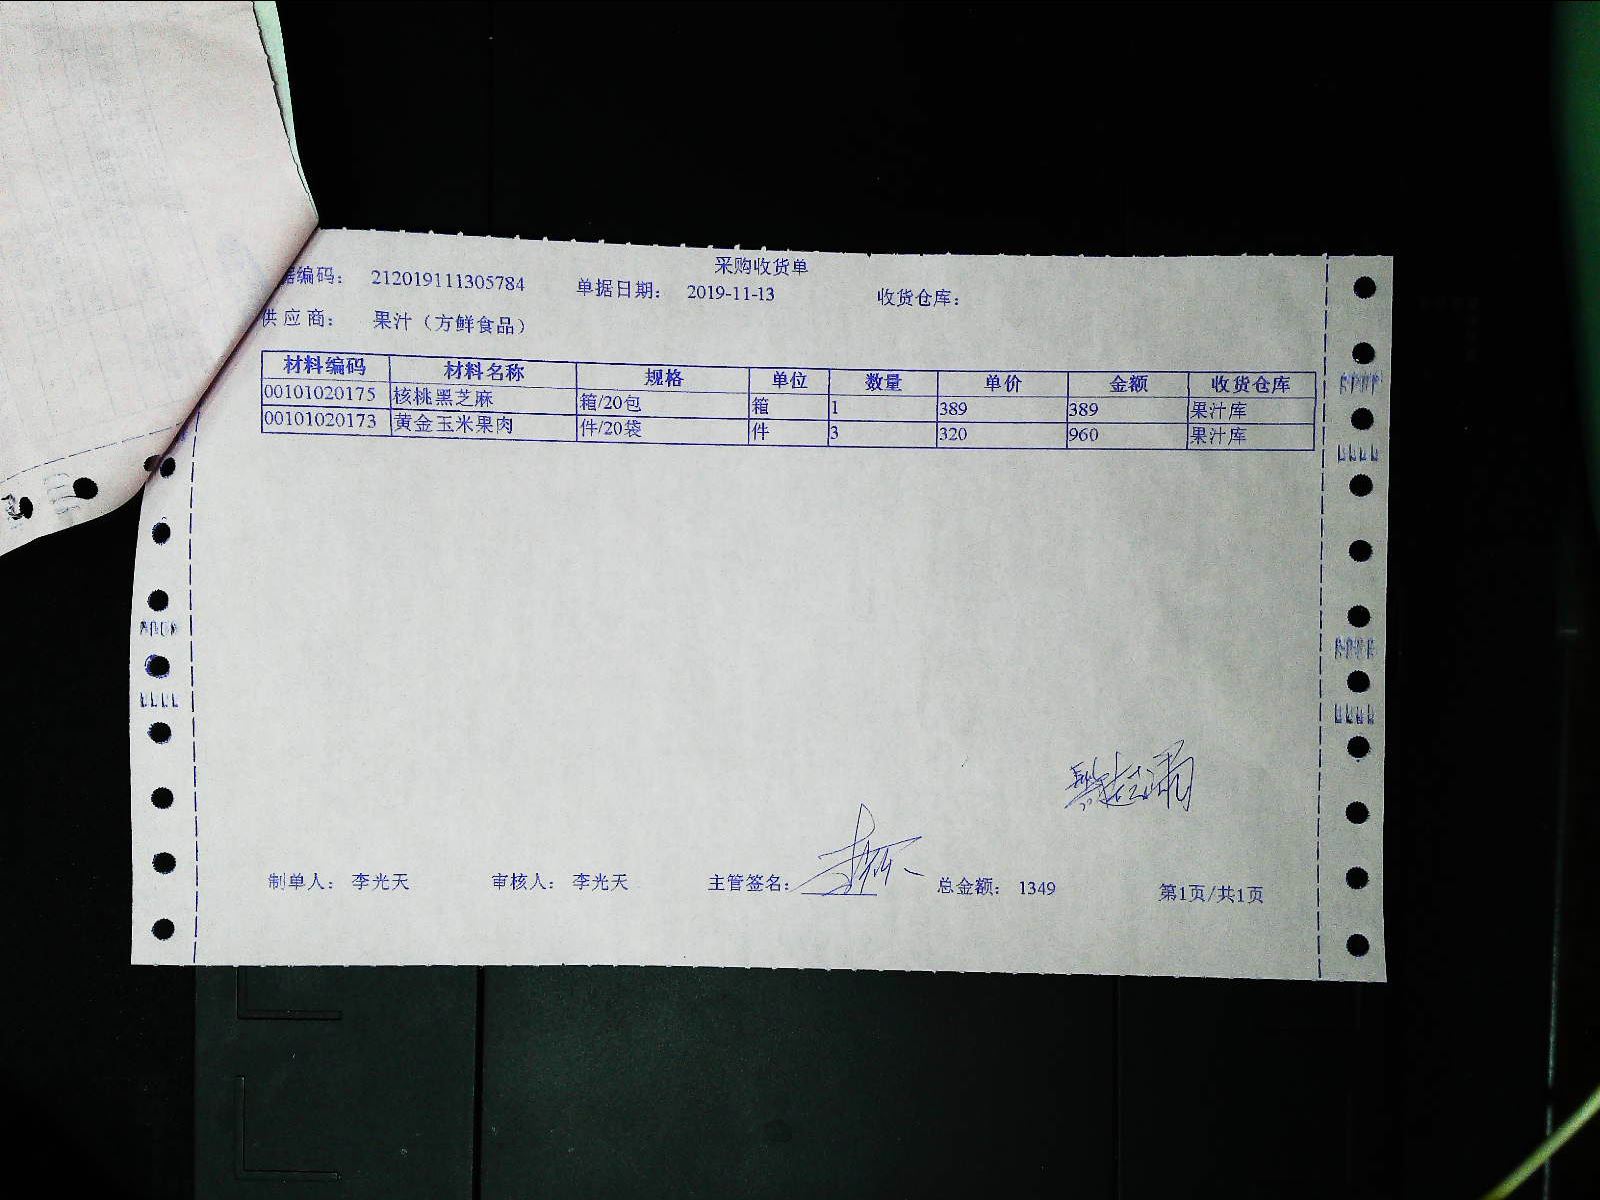 采购收货单
据编码： 212019111305784 单据日期： 2019-11-13 收货仓库：
供应商： 果汁（方鲜食品）
材料编码 材料名称 规格 单位 数量 单价 金额 收货仓库
00101020175 核桃黑芝麻 箱/20包 箱 1 389 389 果汁库
00101020173 黄金玉米果肉 件/20袋 件 3 320 960 果汁库
制单人： 李光天 审核人： 李光天 主管签名： 总金额： 1349 第1页/共1页